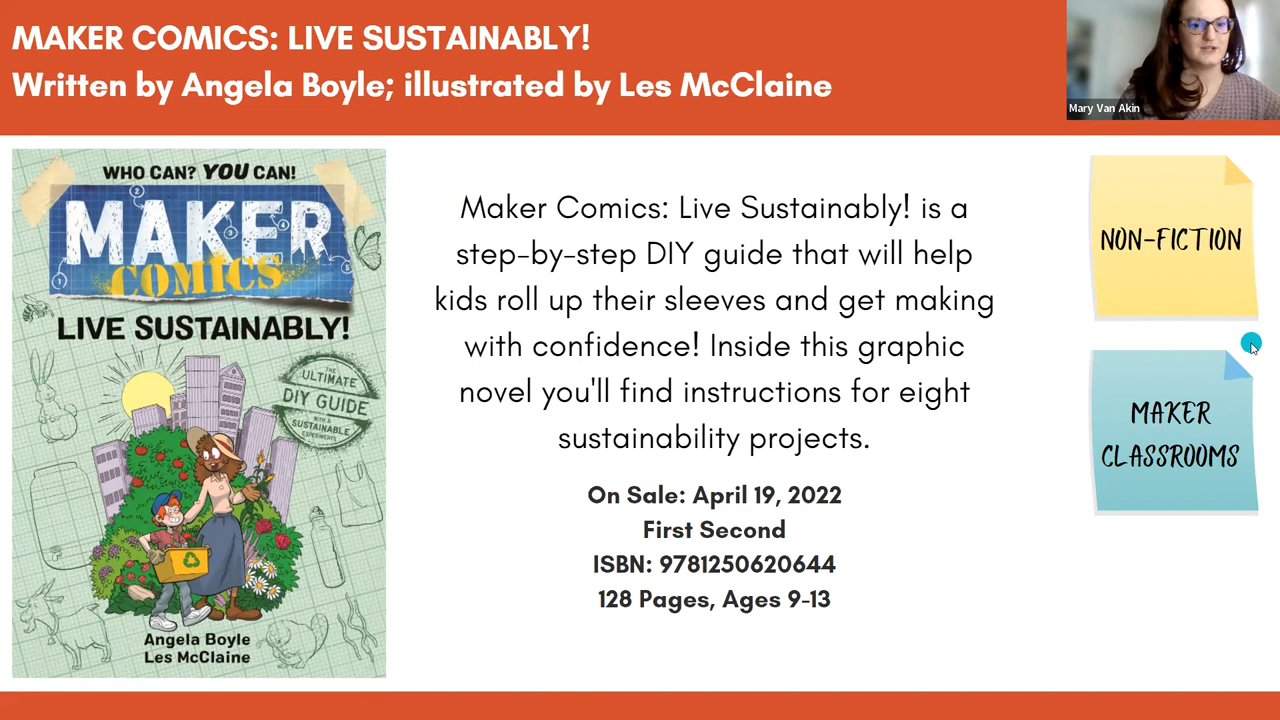 MAKER COMICS: LIVE SUSTAINABLY!
Written by Angela Boyle; illustrated by Les McClaine
Mary Van Akin
WHO CAN? YOU CAN!
MAKER
COMICS
LIVE SUSTAINABLY!
THE
ULTIMATE
DIY GUIDE
WITH 8
SUSTAINABLE
EXPERIMENTS
Angela Boyle
Les McClaine
Maker Comics: Live Sustainably! is a
step-by-step DIY guide that will help
kids roll up their sleeves and get making
with confidence! Inside this graphic
novel you'll find instructions for eight
sustainability projects.
On Sale: April 19, 2022
First Second
ISBN: 9781250620644
128 Pages, Ages 9-13
NON-FICTION
MAKER
CLASSROOMS